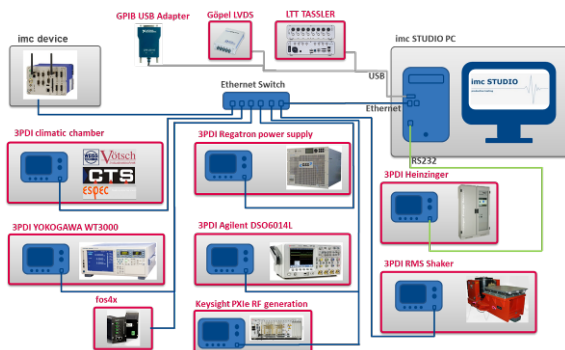 GPIB USB Adapter
Göpel LVDS
LTT TASSLER
imc device
imc STUDIO PC
imc STUDIO
USB
Ethernet Switch
Ethernet
RS232
3PDI climatic chamber
3PDI Regatron power supply
3PDI Heinzinger
Vötsch
CTS
ESPEC
3PDI YOKOGAWA WT3000
3PDI Agilent DSO6014L
3PDI RMS Shaker
fos4x
Keysight PXIe RF generation